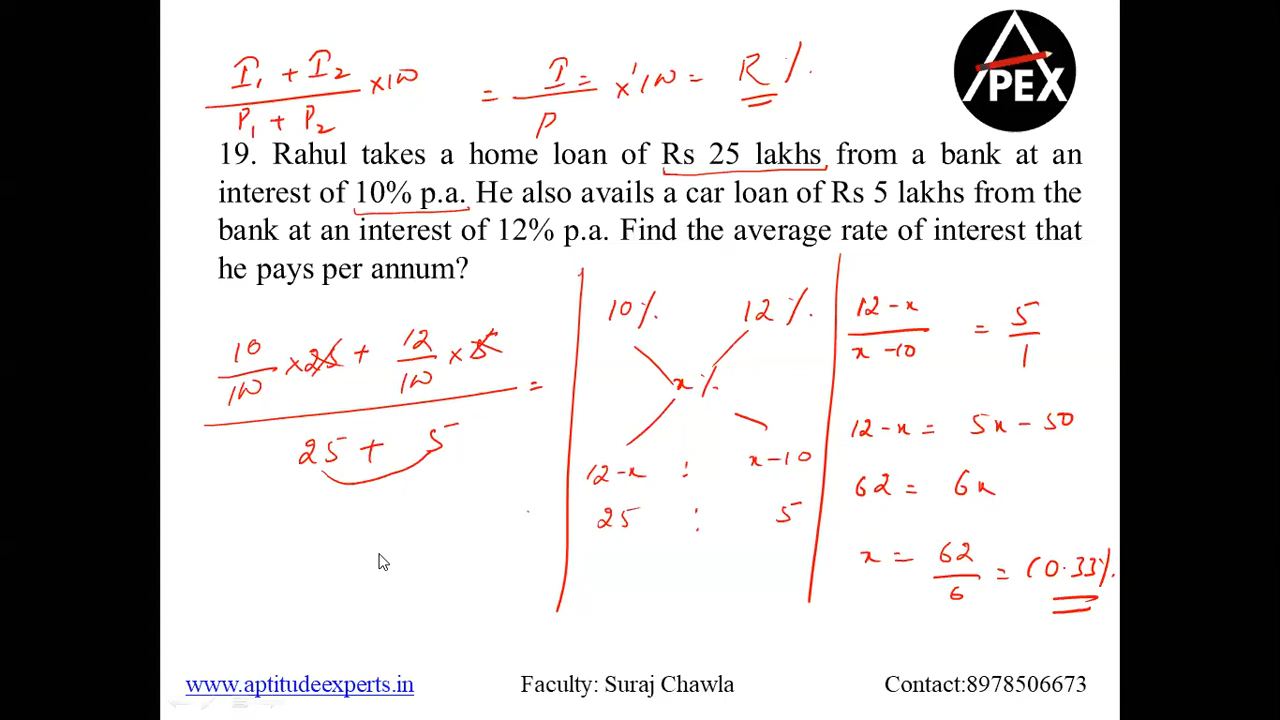 I₁ + I₂ / P₁ + P₂ ×100 = I / P ×100 = R %
APEX
19. Rahul takes a home loan of Rs 25 lakhs from a bank at an
interest of 10% p.a. He also avails a car loan of Rs 5 lakhs from the
bank at an interest of 12% p.a. Find the average rate of interest that
he pays per annum?
10/100 ×25 + 12/100 ×5 =
25 + 5
10% 12%
x%
12-x : x-10
25 : 5
12-x / x-10 = 5/1
12-x = 5x-50
62 = 6x
x = 62/6 = 10.33%
www.aptitudeexperts.in Faculty: Suraj Chawla Contact:8978506673